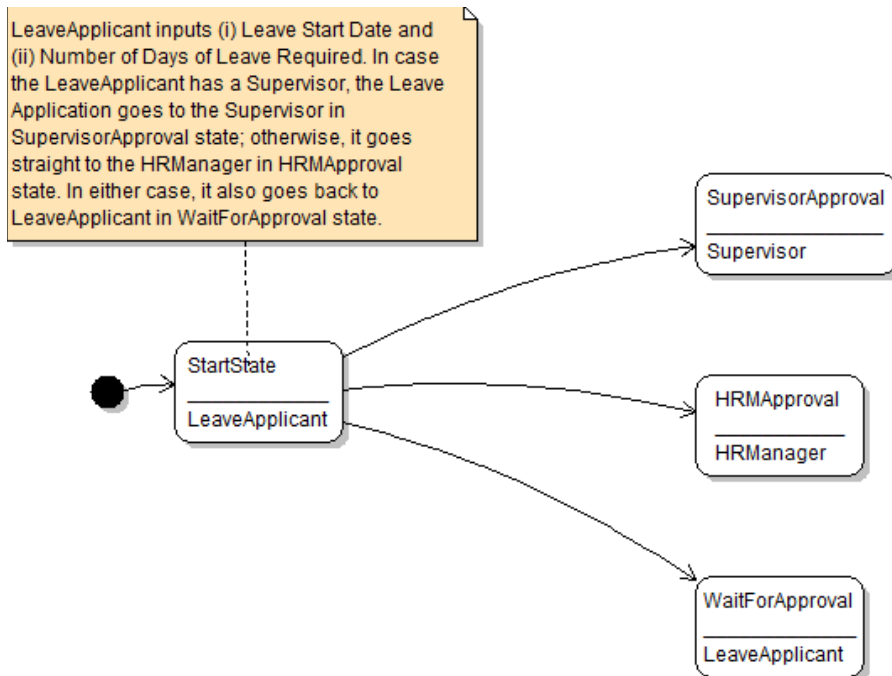 LeaveApplicant inputs (i) Leave Start Date and
(ii) Number of Days of Leave Required. In case
the LeaveApplicant has a Supervisor, the Leave
Application goes to the Supervisor in
SupervisorApproval state; otherwise, it goes
straight to the HRManager in HRMApproval
state. In either case, it also goes back to
LeaveApplicant in WaitForApproval state.
SupervisorApproval
Supervisor
StartState
LeaveApplicant
HRMApproval
HRManager
WaitForApproval
LeaveApplicant